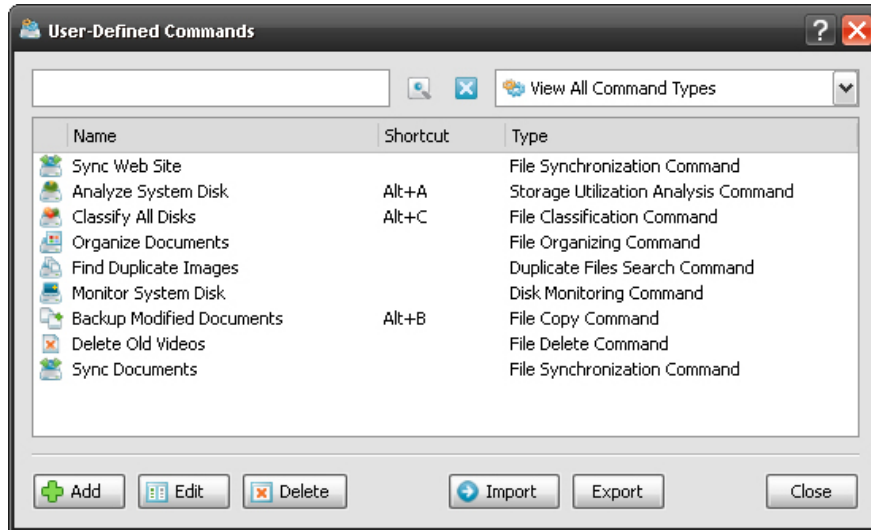 User-Defined Commands
View All Command Types
Name Shortcut Type
Sync Web Site File Synchronization Command
Analyze System Disk Alt+A Storage Utilization Analysis Command
Classify All Disks Alt+C File Classification Command
Organize Documents File Organizing Command
Find Duplicate Images Duplicate Files Search Command
Monitor System Disk Disk Monitoring Command
Backup Modified Documents Alt+B File Copy Command
Delete Old Videos File Delete Command
Sync Documents File Synchronization Command
Add Edit Delete Import Export Close